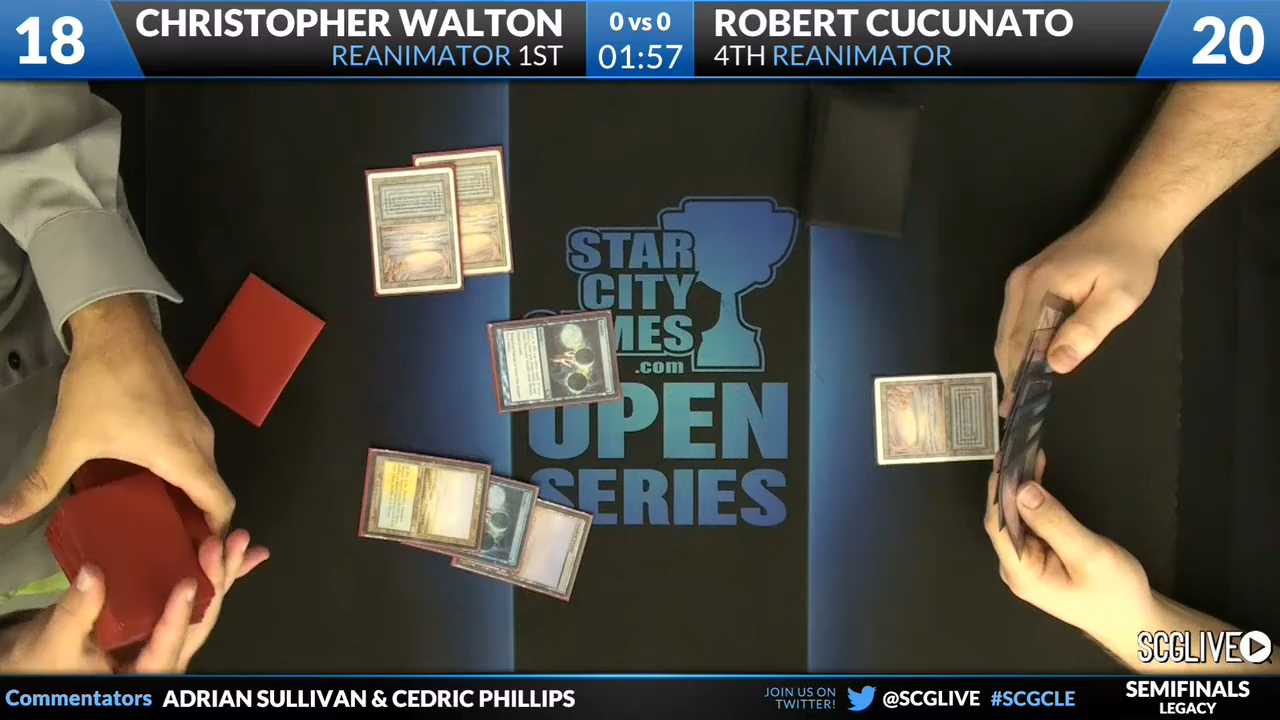 18
CHRISTOPHER WALTON
REANIMATOR 1ST
0 vs 0
01:57
ROBERT CUCUNATO
4TH REANIMATOR
20
STAR
CITY
.com
OPEN
SERIES
SCGLIVE
Commentators ADRIAN SULLIVAN & CEDRIC PHILLIPS
JOIN US ON
TWITTER!
@SCGLIVE #SCGCLE
SEMIFINALS
LEGACY